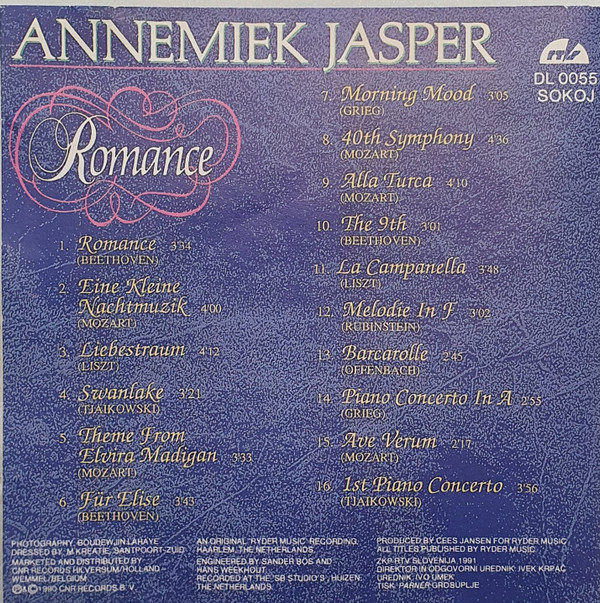 ANNEMIEK JASPER
DL 0055
SOKOJ
Romance
1. Romance 3'34
(BEETHOVEN)
2. Eine Kleine
Nachtmuzik 4'00
(MOZART)
3. Liebestraum 4'12
(LISZT)
4. Swanlake 3'21
(TJAIKOWSKI)
5. Theme From
Elvira Madigan 3'33
(MOZART)
6. Für Elise 3'43
(BEETHOVEN)
7. Morning Mood 3'05
(GRIEG)
8. 40th Symphony 4'36
(MOZART)
9. Alla Turca 4'10
(MOZART)
10. The 9th 3'01
(BEETHOVEN)
11. La Campanella 3'48
(LISZT)
12. Melodie In F 3'02
(RUBINSTEIN)
13. Barcarolle 2'45
(OFFENBACH)
14. Piano Concerto In A 2'55
(GRIEG)
15. Ave Verum 2'17
(MOZART)
16. 1st Piano Concerto 3'56
(TJAIKOWSKI)
PHOTOGRAPHY: BOUDEWIJN LAHAYE
DRESSED BY: M.KREATIE, SANTPOORT-ZUID
MARKETED AND DISTRIBUTED BY
CNR RECORDS HILVERSUM/HOLLAND
WEMMEL/BELGIUM
1990 CNR RECORDS B.V.
AN ORIGINAL "RYDER MUSIC" RECORDING,
HAARLEM, THE NETHERLANDS.
ENGINEERED BY SANDER BOS AND
HANS WEEKHOUT.
RECORDED AT THE "SB STUDIO'S", HUIZEN,
THE NETHERLANDS.
PRODUCED BY CEES JANSEN FOR RYDER MUSIC
ALL TITLES PUBLISHED BY RYDER MUSIC
ZKP RTV SLOVENIJA 1991
DIREKTOR IN ODGOVORNI UREDNIK: IVEK KRPAČ
UREDNIK: IVO UMEK
TISK: PARNER GROSUPLJE